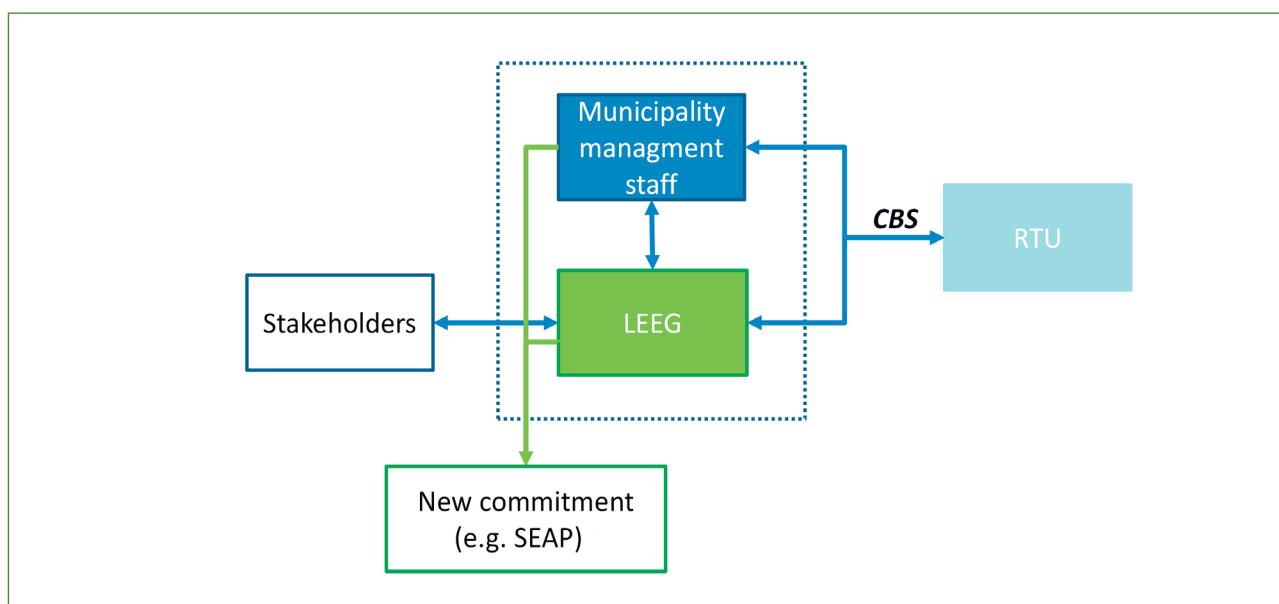 Municipality
managment
staff
CBS
RTU
Stakeholders
LEEG
New commitment
(e.g. SEAP)